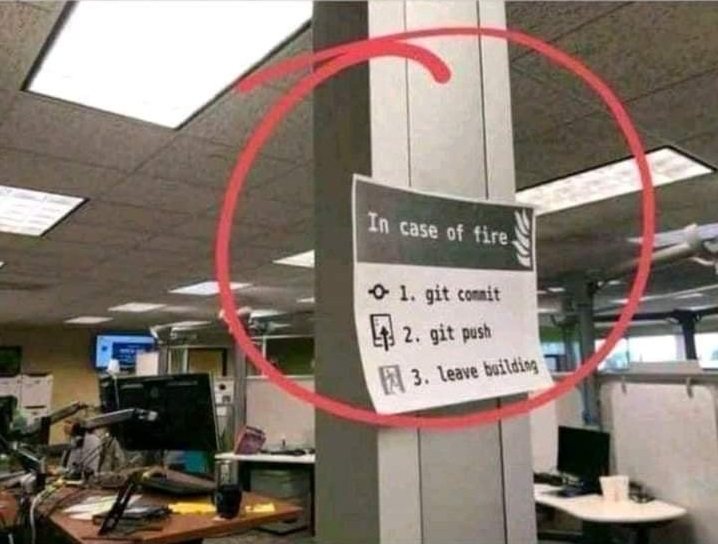 In case of fire
1. git commit
2. git push
3. leave building